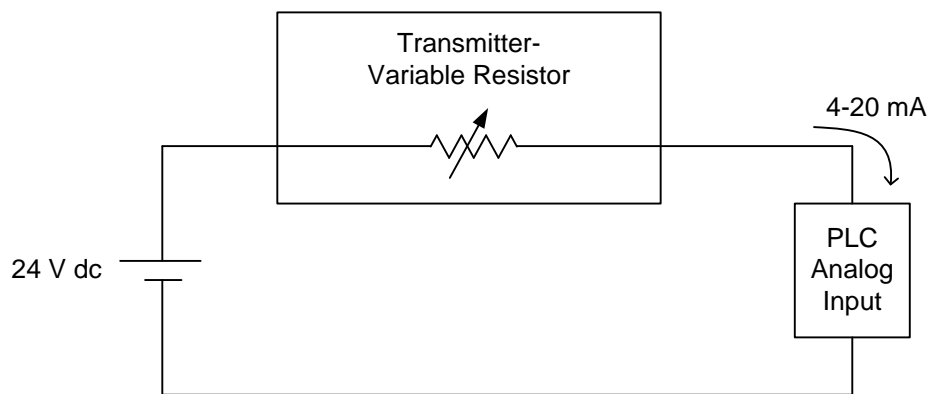 Transmitter-
Variable Resistor
4-20 mA
24 V dc
PLC
Analog
Input